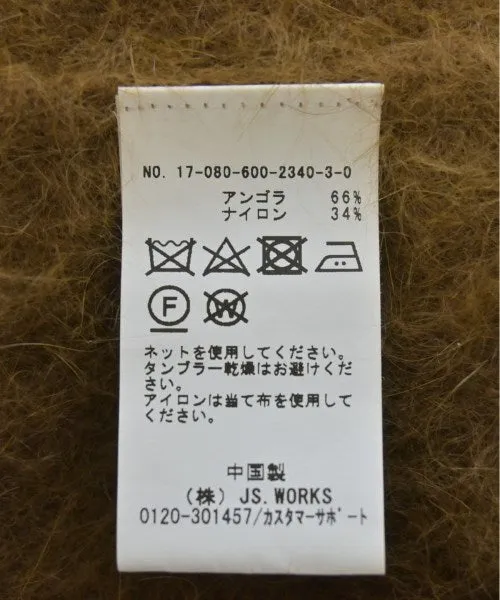 NO. 17-080-600-2340-3-0
アンゴラ 66%
ナイロン 34%
F W
ネットを使用してください。
タンブラー乾燥はお避けくだ
さい。
アイロンは当て布を使用して
ください。
中国製
(株) JS.WORKS
0120-301457/カスタマーサポート